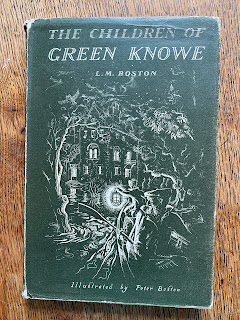 THE CHILDREN OF
GREEN KNOWE
L. M. BOSTON
Illustrated by Peter Boston